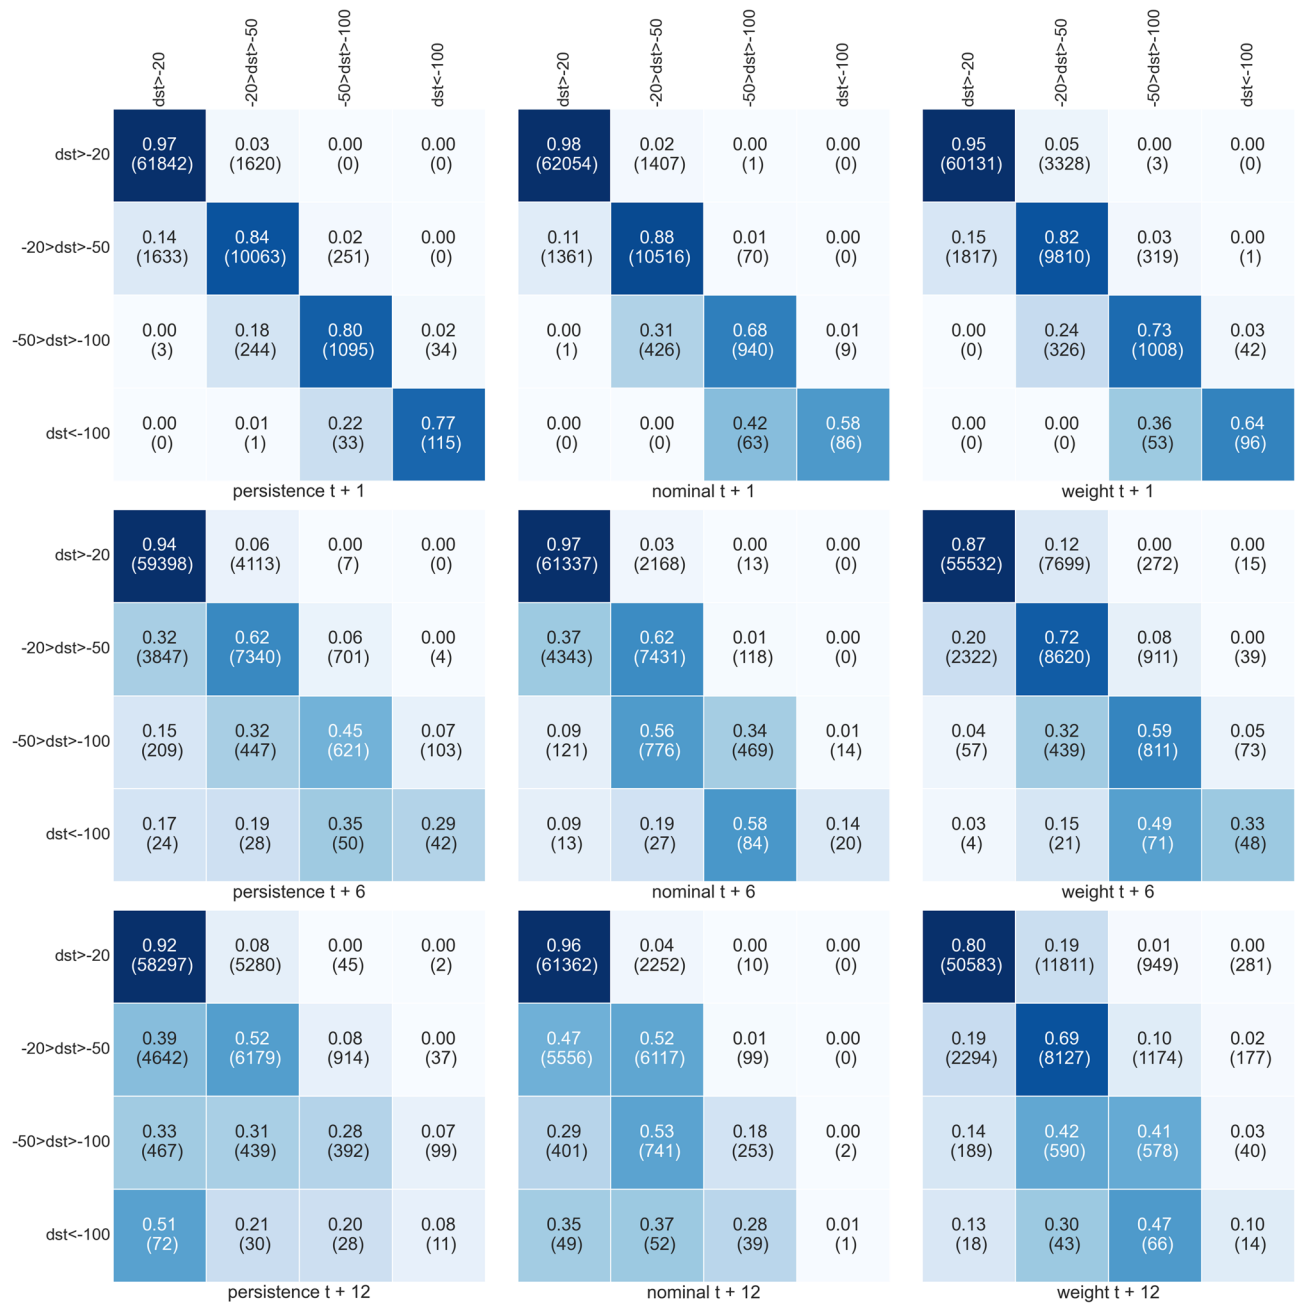 dst>-20 -20>dst>-50 -50>dst>-100 dst<-100 dst>-20 -20>dst>-50 -50>dst>-100 dst<-100 dst>-20 -20>dst>-50 -50>dst>-100 dst<-100
dst>-20 0.97 0.03 0.00 0.00 0.98 0.02 0.00 0.00 0.95 0.05 0.00 0.00
(61842) (1620) (0) (0) (62054) (1407) (1) (0) (60131) (3328) (3) (0)
-20>dst>-50 0.14 0.84 0.02 0.00 0.11 0.88 0.01 0.00 0.15 0.82 0.03 0.00
(1633) (10063) (251) (0) (1361) (10516) (70) (0) (1817) (9810) (319) (1)
-50>dst>-100 0.00 0.18 0.80 0.02 0.00 0.31 0.68 0.01 0.00 0.24 0.73 0.03
(3) (244) (1095) (34) (1) (426) (940) (9) (0) (326) (1008) (42)
dst<-100 0.00 0.01 0.22 0.77 0.00 0.00 0.42 0.58 0.00 0.00 0.36 0.64
(0) (1) (33) (115) (0) (0) (63) (86) (0) (0) (53) (96)
persistence t + 1 nominal t + 1 weight t + 1
dst>-20 0.94 0.06 0.00 0.00 0.97 0.03 0.00 0.00 0.87 0.12 0.00 0.00
(59398) (4113) (7) (0) (61337) (2168) (13) (0) (55532) (7699) (272) (15)
-20>dst>-50 0.32 0.62 0.06 0.00 0.37 0.62 0.01 0.00 0.20 0.72 0.08 0.00
(3847) (7340) (701) (4) (4343) (7431) (118) (0) (2322) (8620) (911) (39)
-50>dst>-100 0.15 0.32 0.45 0.07 0.09 0.56 0.34 0.01 0.04 0.32 0.59 0.05
(209) (447) (621) (103) (121) (776) (469) (14) (57) (439) (811) (73)
dst<-100 0.17 0.19 0.35 0.29 0.09 0.19 0.58 0.14 0.03 0.15 0.49 0.33
(24) (28) (50) (42) (13) (27) (84) (20) (4) (21) (71) (48)
persistence t + 6 nominal t + 6 weight t + 6
dst>-20 0.92 0.08 0.00 0.00 0.96 0.04 0.00 0.00 0.80 0.19 0.01 0.00
(58297) (5280) (45) (2) (61362) (2252) (10) (0) (50583) (11811) (949) (281)
-20>dst>-50 0.39 0.52 0.08 0.00 0.47 0.52 0.01 0.00 0.19 0.69 0.10 0.02
(4642) (6179) (914) (37) (5556) (6117) (99) (0) (2294) (8127) (1174) (177)
-50>dst>-100 0.33 0.31 0.28 0.07 0.29 0.53 0.18 0.00 0.14 0.42 0.41 0.03
(467) (439) (392) (99) (401) (741) (253) (2) (189) (590) (578) (40)
dst<-100 0.51 0.21 0.20 0.08 0.35 0.37 0.28 0.01 0.13 0.30 0.47 0.10
(72) (30) (28) (11) (49) (52) (39) (1) (18) (43) (66) (14)
persistence t + 12 nominal t + 12 weight t + 12